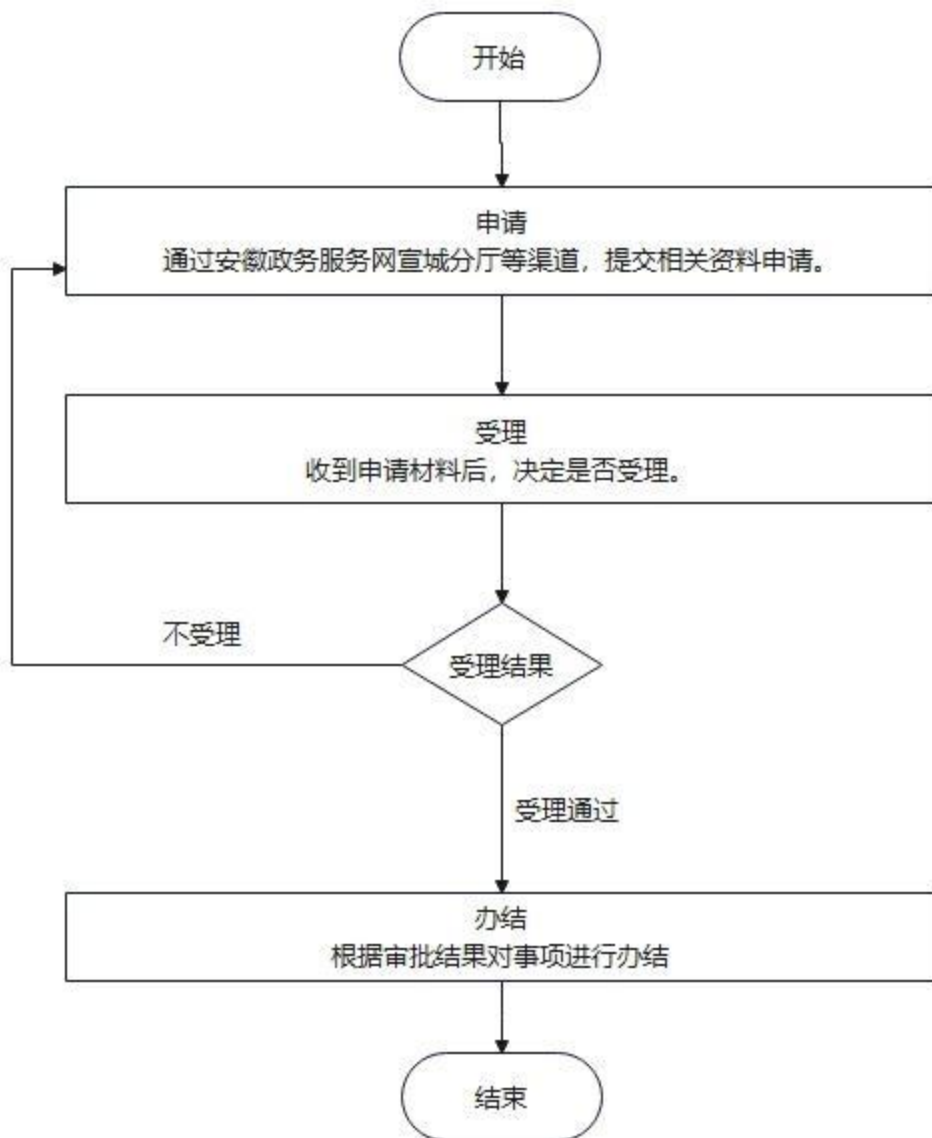 开始
申请
通过安徽政务服务网宣城分厅等渠道，提交相关资料申请。
受理
收到申请材料后，决定是否受理。
不受理
受理结果
受理通过
办结
根据审批结果对事项进行办结
结束